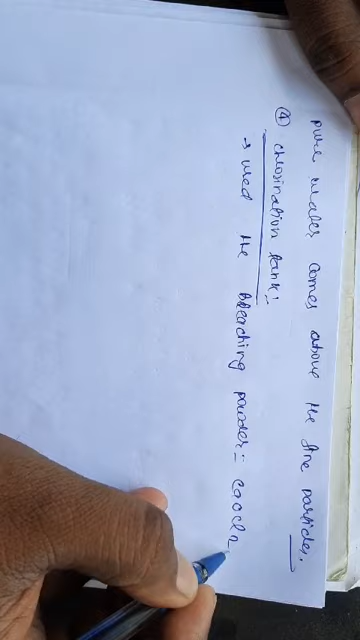 pure water comes above the fine particles.
④ chlorination tank:-
→ used the bleaching powder:- CaOCl2